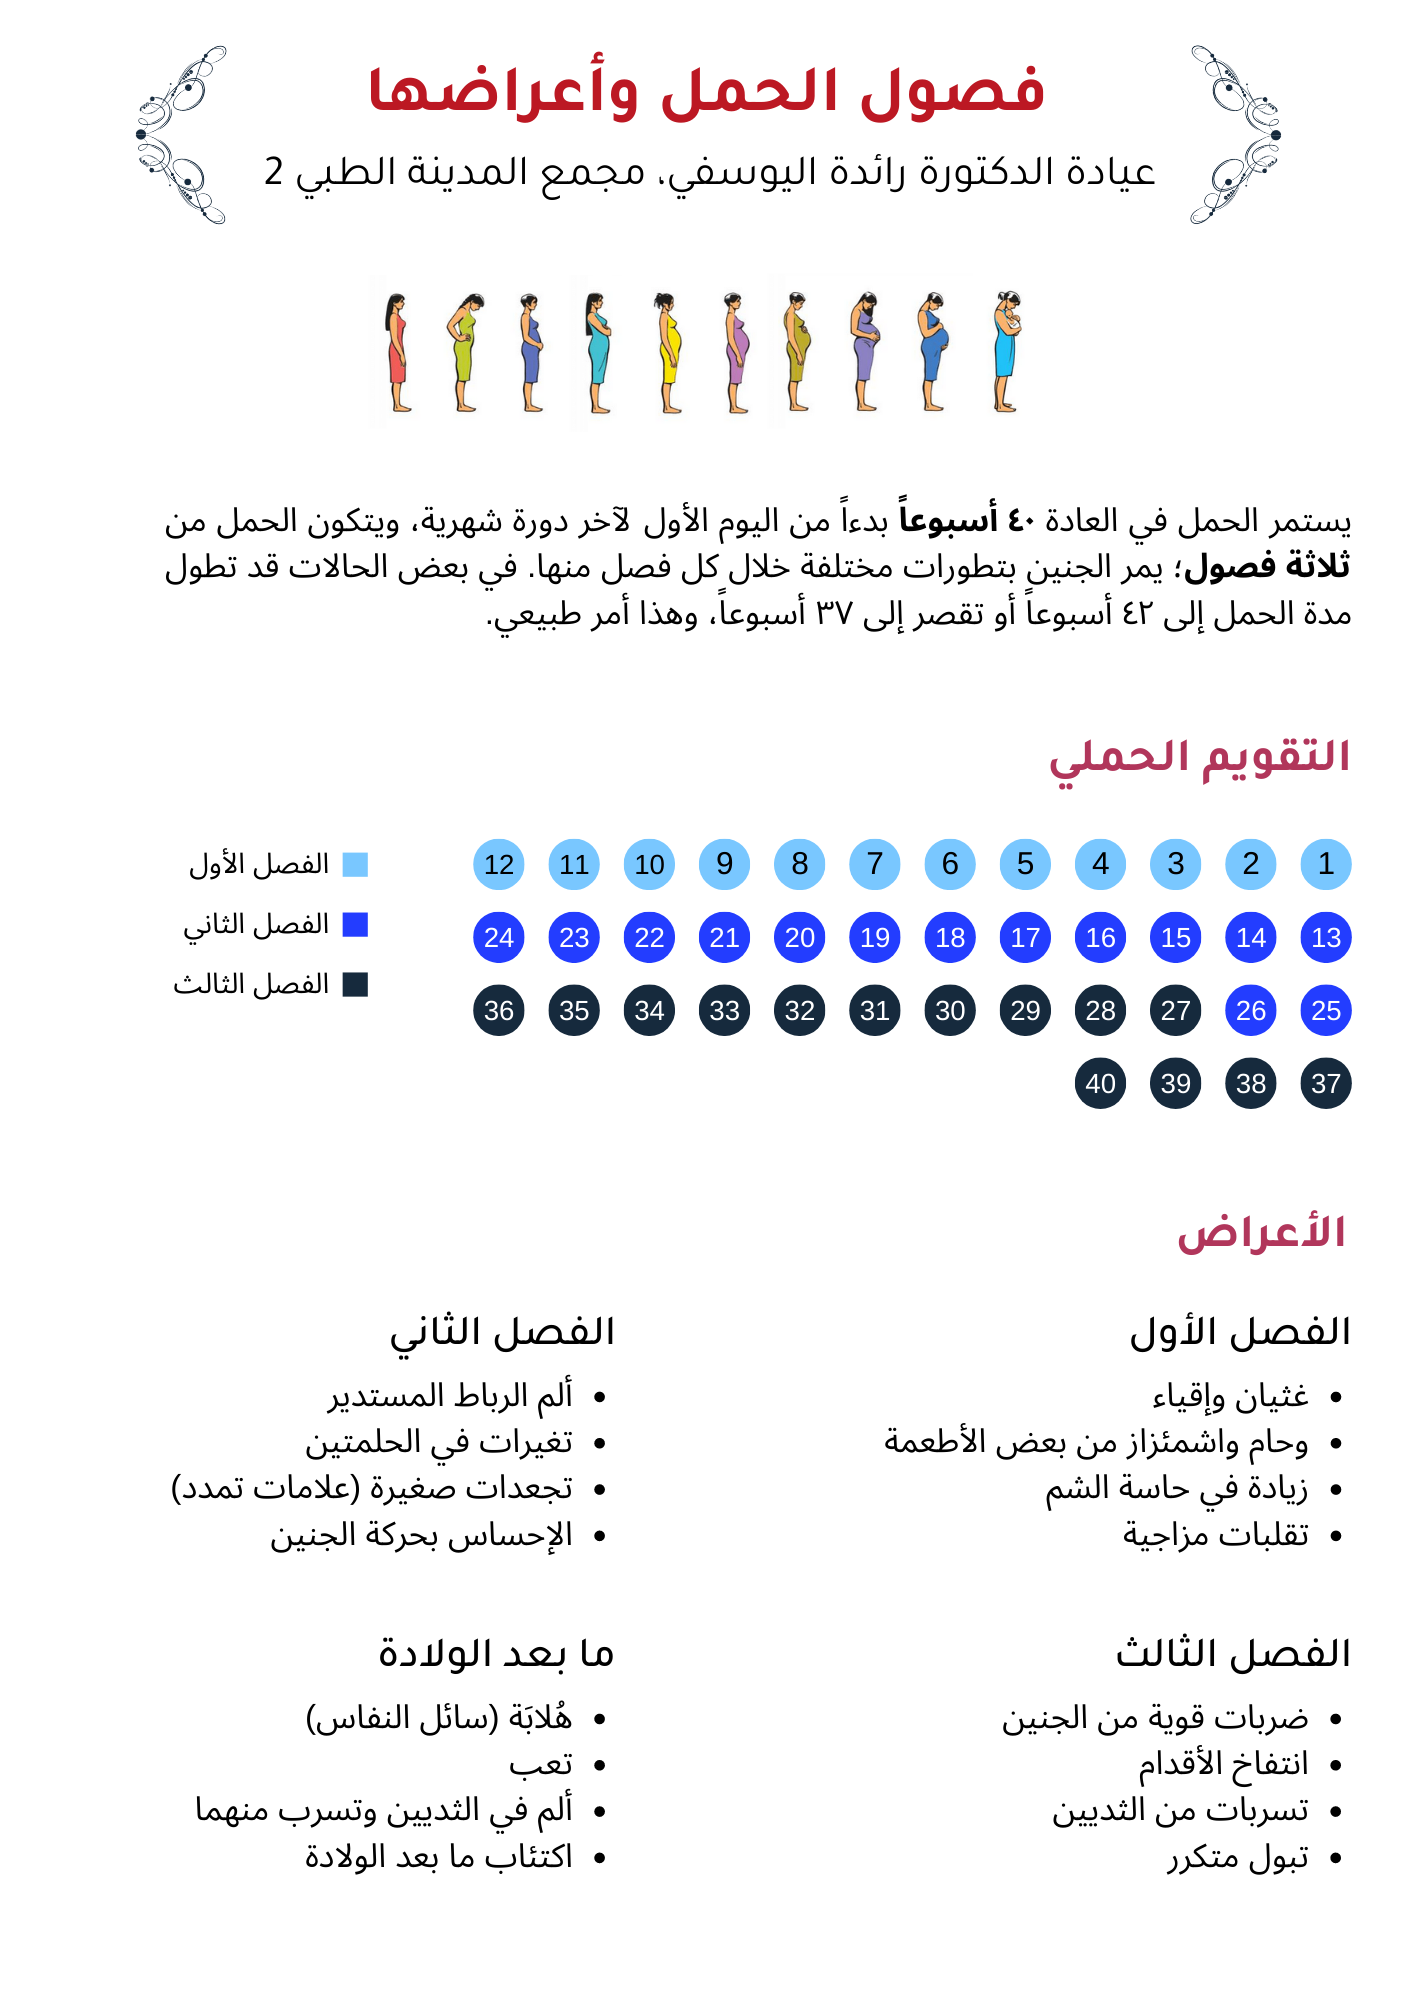 فصول الحمل وأعراضها
عيادة الدكتورة رائدة اليوسفي، مجمع المدينة الطبي 2
يستمر الحمل في العادة ٤٠ أسبوعاً بدءاً من اليوم الأول لآخر دورة شهرية، ويتكون الحمل من
ثلاثة فصول؛ يمر الجنين بتطورات مختلفة خلال كل فصل منها. في بعض الحالات قد تطول
مدة الحمل إلى ٤٢ أسبوعاً أو تقصر إلى ٣٧ أسبوعاً، وهذا أمر طبيعي.
التقويم الحملي
1 2 3 4 5 6 7 8 9 10 11 12
13 14 15 16 17 18 19 20 21 22 23 24
25 26 27 28 29 30 31 32 33 34 35 36
37 38 39 40
الفصل الأول
الفصل الثاني
الفصل الثالث
الأعراض
الفصل الأول
• غثيان وإقياء
• وحام واشمئزاز من بعض الأطعمة
• زيادة في حاسة الشم
• تقلبات مزاجية
الفصل الثاني
• ألم الرباط المستدير
• تغيرات في الحلمتين
• تجعدات صغيرة (علامات تمدد)
• الإحساس بحركة الجنين
الفصل الثالث
• ضربات قوية من الجنين
• انتفاخ الأقدام
• تسربات من الثديين
• تبول متكرر
ما بعد الولادة
• هُلابَة (سائل النفاس)
• تعب
• ألم في الثديين وتسرب منهما
• اكتئاب ما بعد الولادة